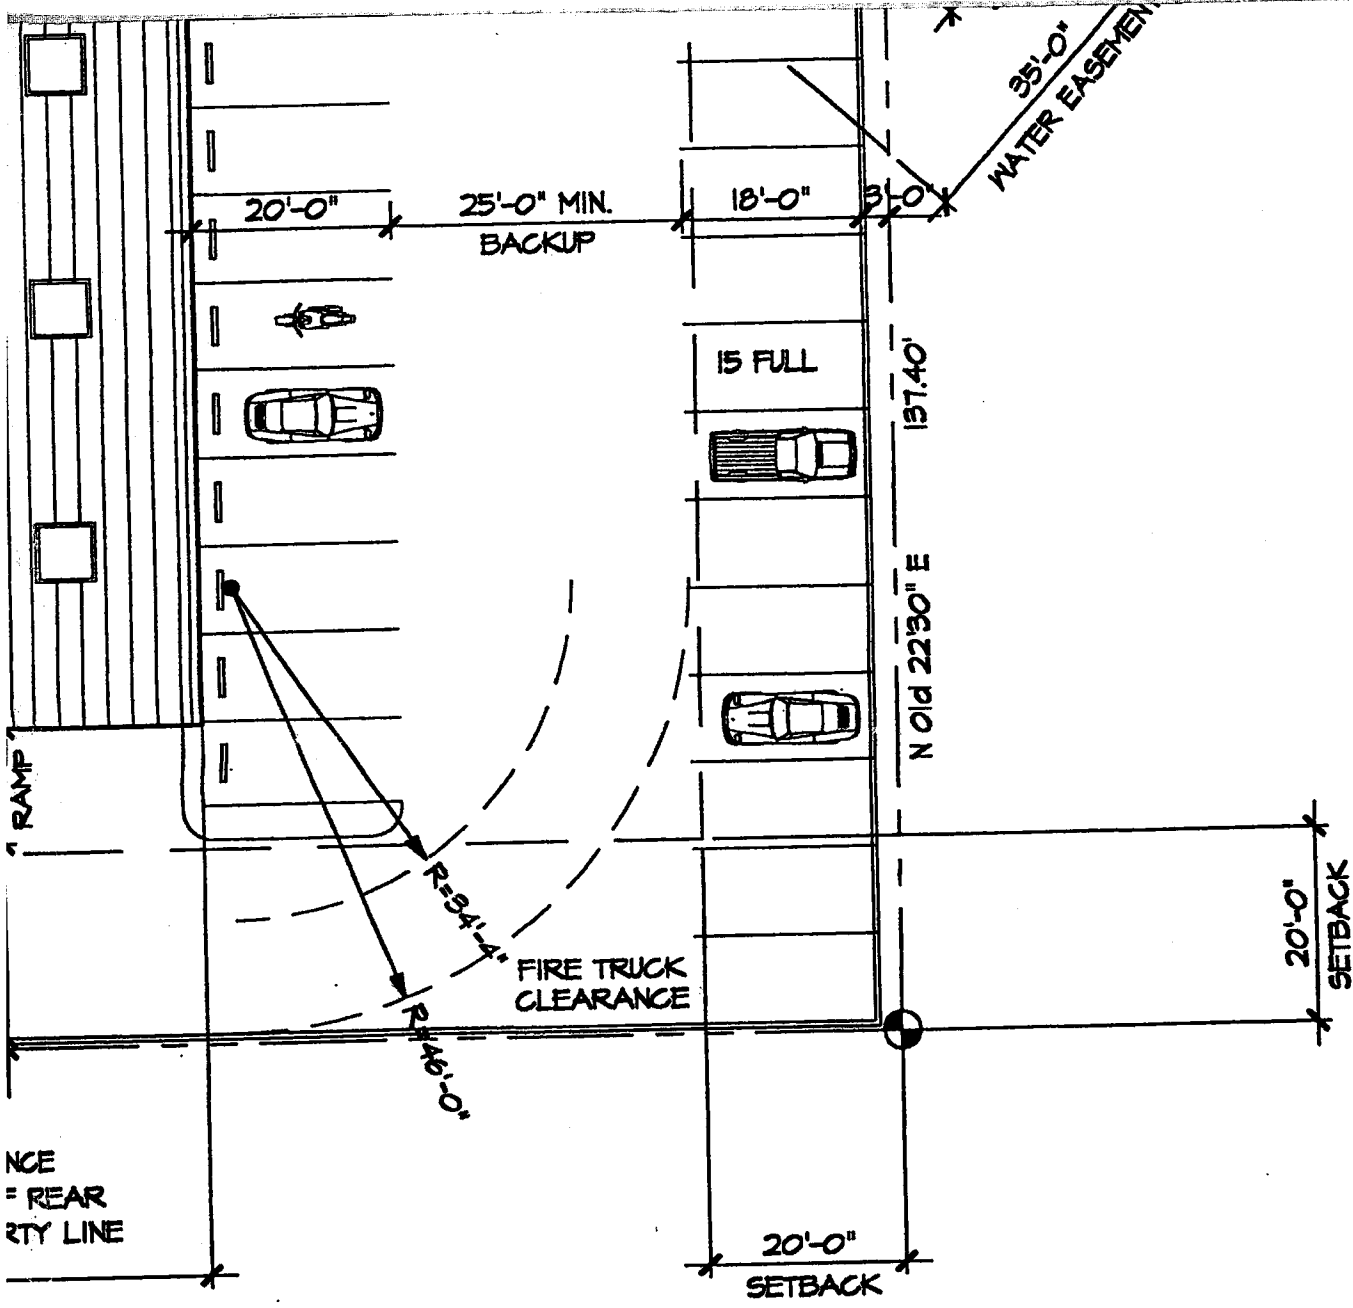 35'-0"
WATER EASEMENT
20'-0"
25'-0" MIN.
BACKUP
18'-0"
3'-0"
15 FULL
137.40'
N 01d 22'30" E
RAMP
R=34'-4"
FIRE TRUCK
CLEARANCE
R=46'-0"
20'-0"
SETBACK
NCE
REAR
RTY LINE
20'-0"
SETBACK